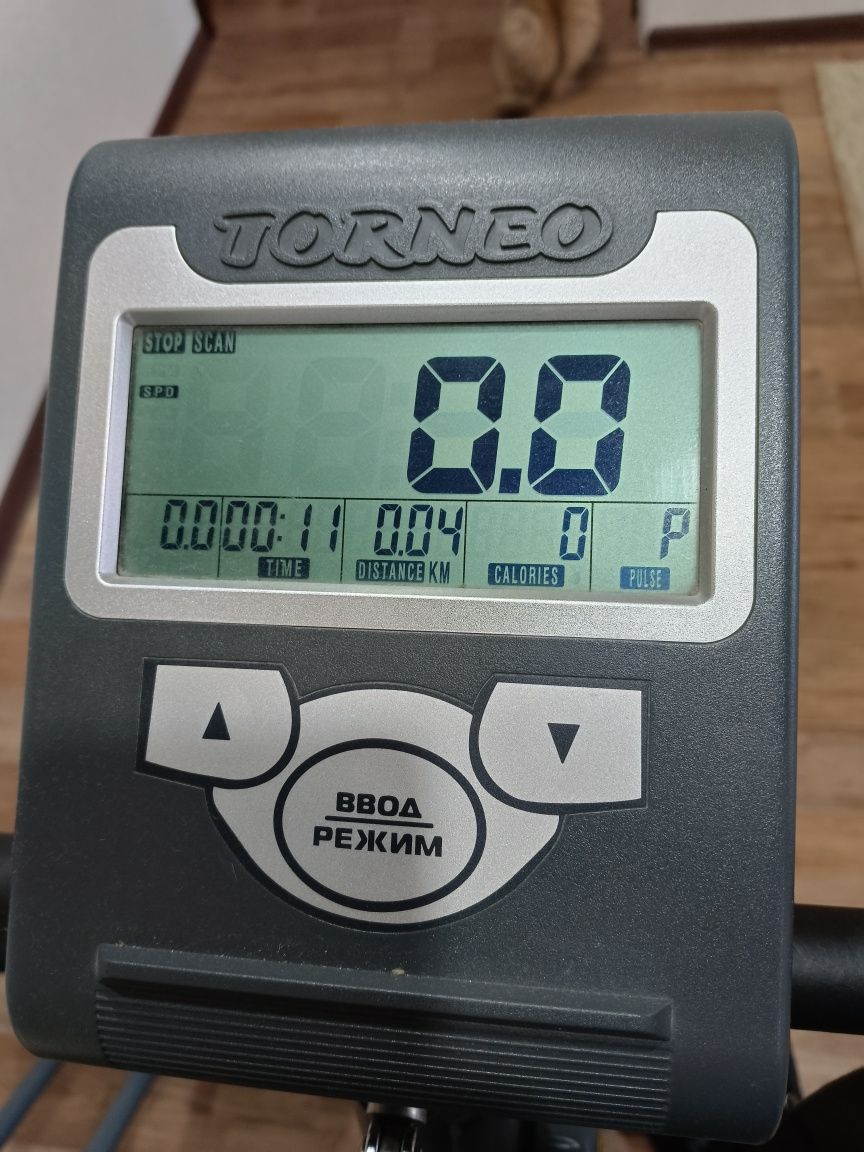 TORNEO
STOP SCAN
SPD
0.0
0.0 00:11 0.04 0 P
TIME DISTANCE KM CALORIES PULSE
ВВОД
РЕЖИМ